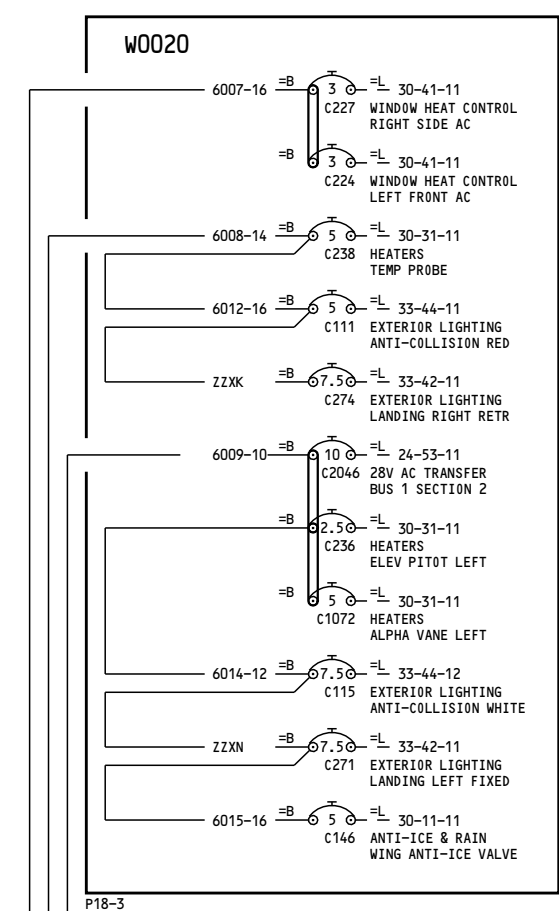 W0020
6007-16 =B 3 =L 30-41-11
C227 WINDOW HEAT CONTROL
RIGHT SIDE AC
=B 3 =L 30-41-11
C224 WINDOW HEAT CONTROL
LEFT FRONT AC
6008-14 =B 5 =L 30-31-11
C238 HEATERS
TEMP PROBE
6012-16 =B 5 =L 33-44-11
C111 EXTERIOR LIGHTING
ANTI-COLLISION RED
ZZXK =B 7.5 =L 33-42-11
C274 EXTERIOR LIGHTING
LANDING RIGHT RETR
6009-10 =B 10 =L 24-53-11
C2046 28V AC TRANSFER
BUS 1 SECTION 2
=B 2.5 =L 30-31-11
C236 HEATERS
ELEV PITOT LEFT
=B 5 =L 30-31-11
C1072 HEATERS
ALPHA VANE LEFT
6014-12 =B 7.5 =L 33-44-12
C115 EXTERIOR LIGHTING
ANTI-COLLISION WHITE
ZZXN =B 7.5 =L 33-42-11
C271 EXTERIOR LIGHTING
LANDING LEFT FIXED
6015-16 =B 5 =L 30-11-11
C146 ANTI-ICE & RAIN
WING ANTI-ICE VALVE
P18-3